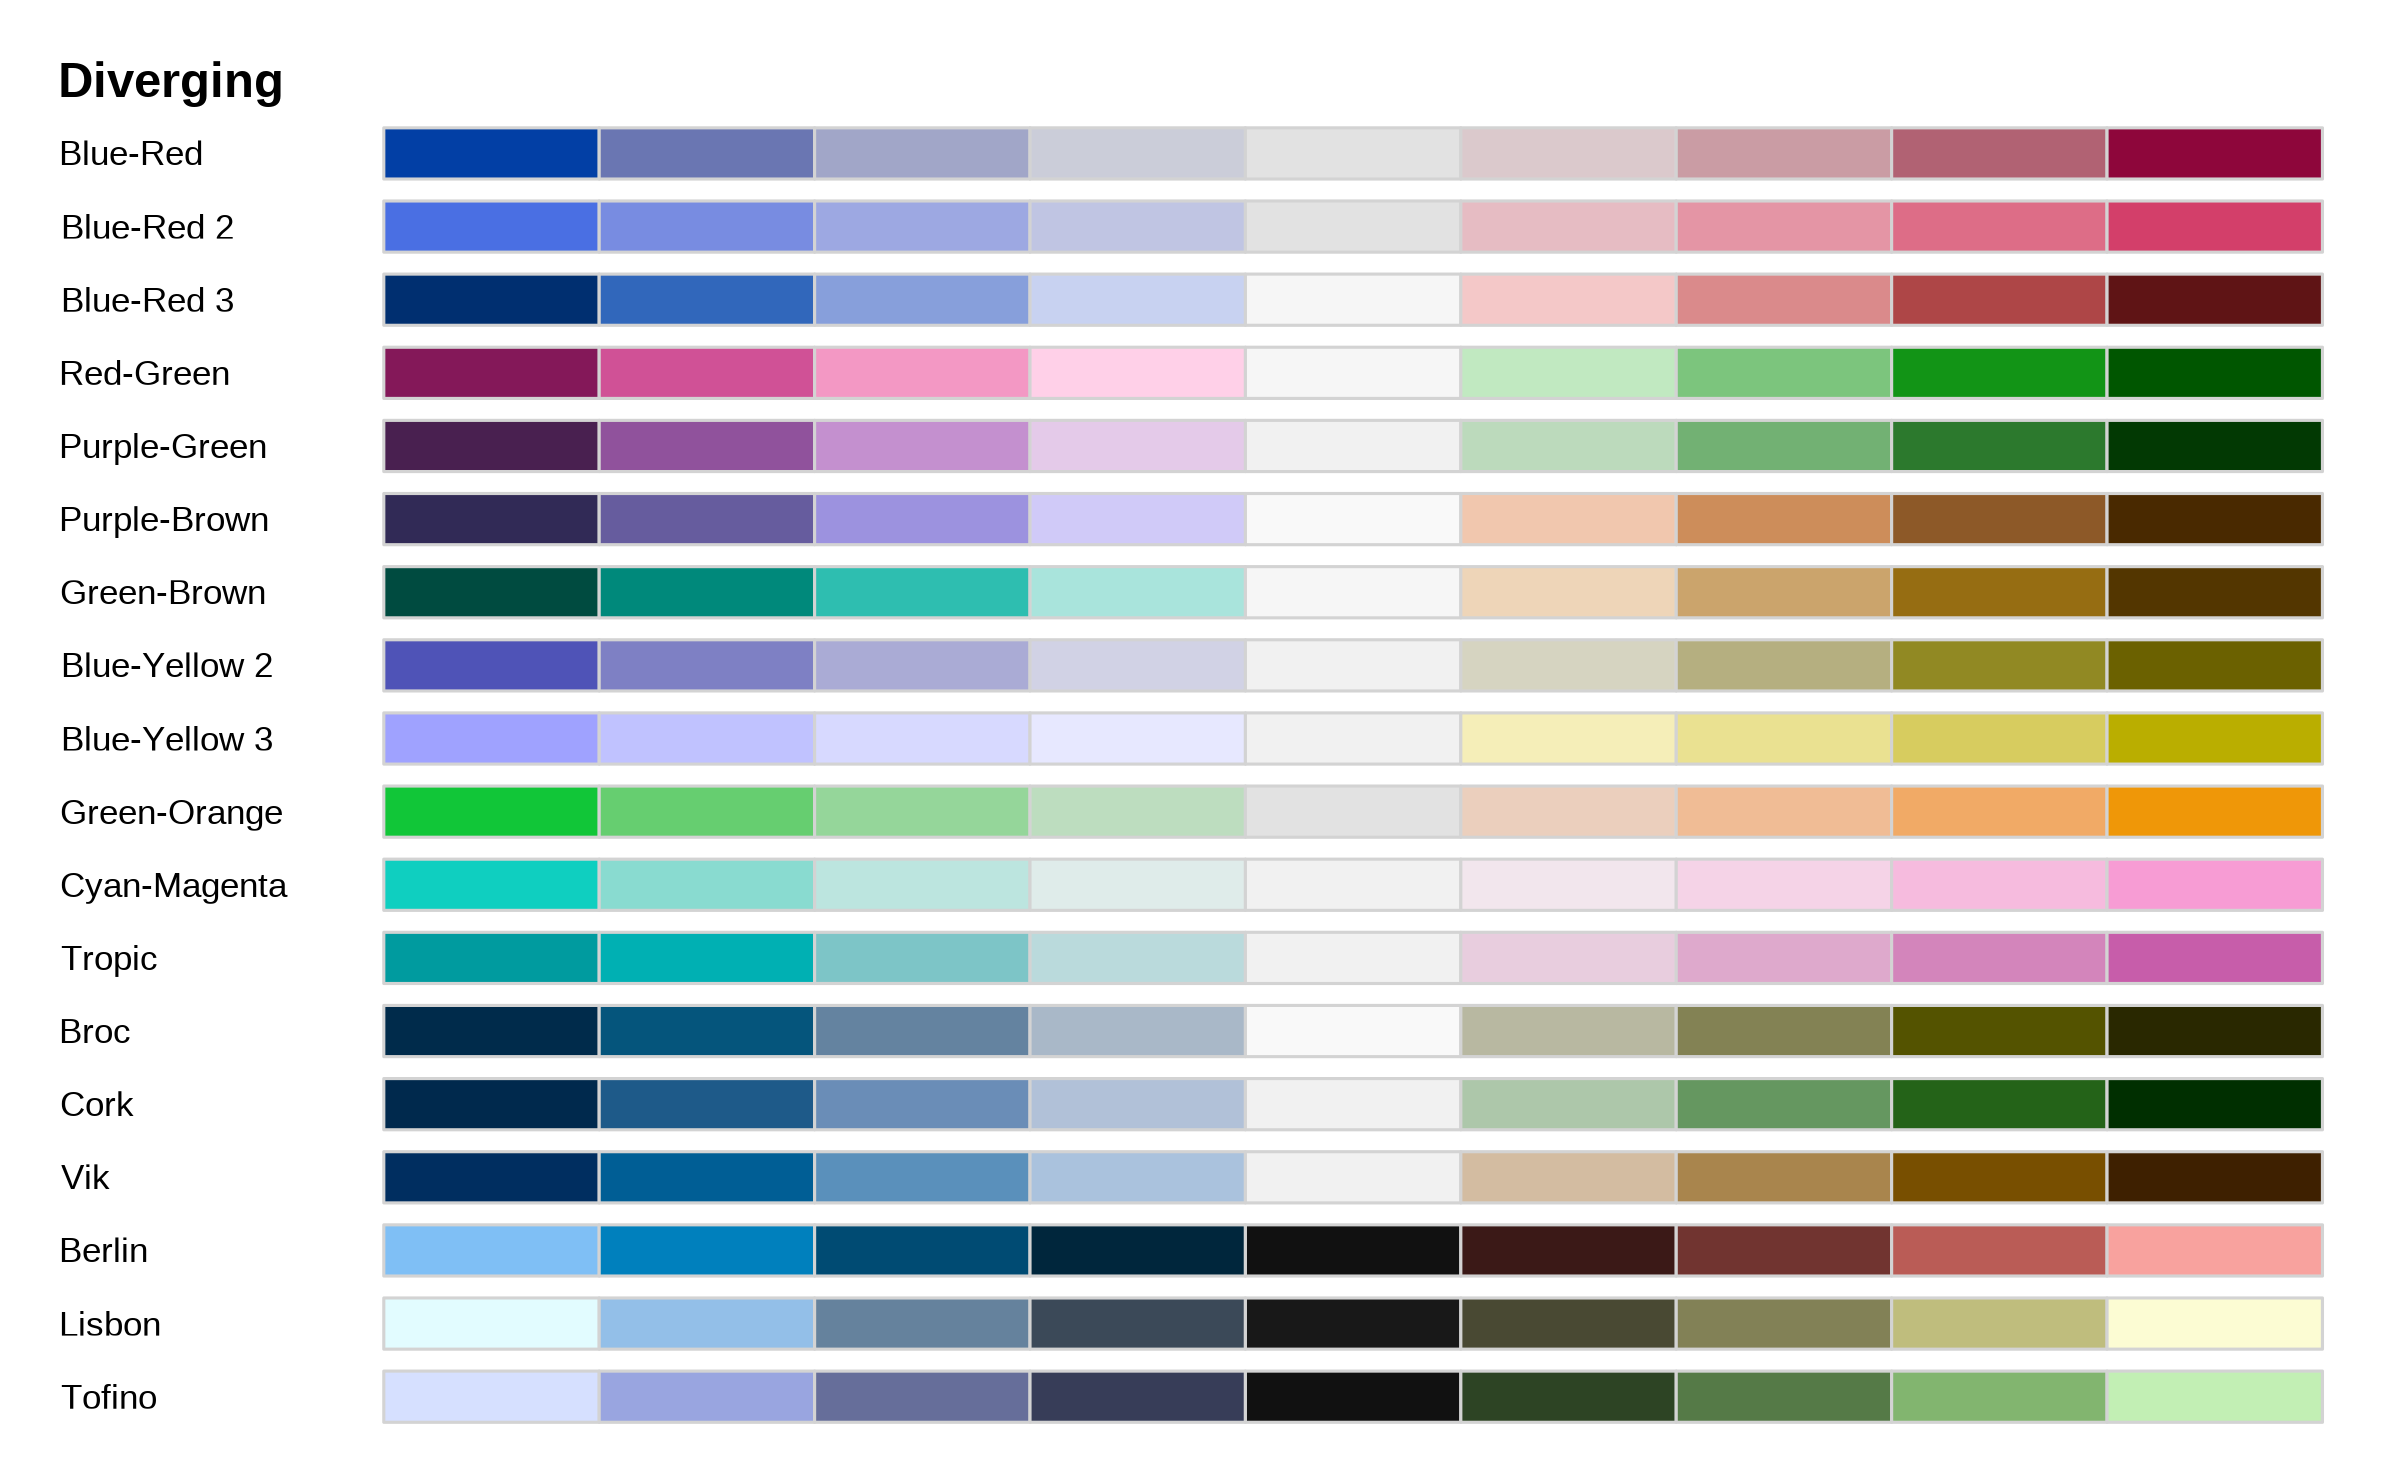 Diverging
Blue-Red
Blue-Red 2
Blue-Red 3
Red-Green
Purple-Green
Purple-Brown
Green-Brown
Blue-Yellow 2
Blue-Yellow 3
Green-Orange
Cyan-Magenta
Tropic
Broc
Cork
Vik
Berlin
Lisbon
Tofino